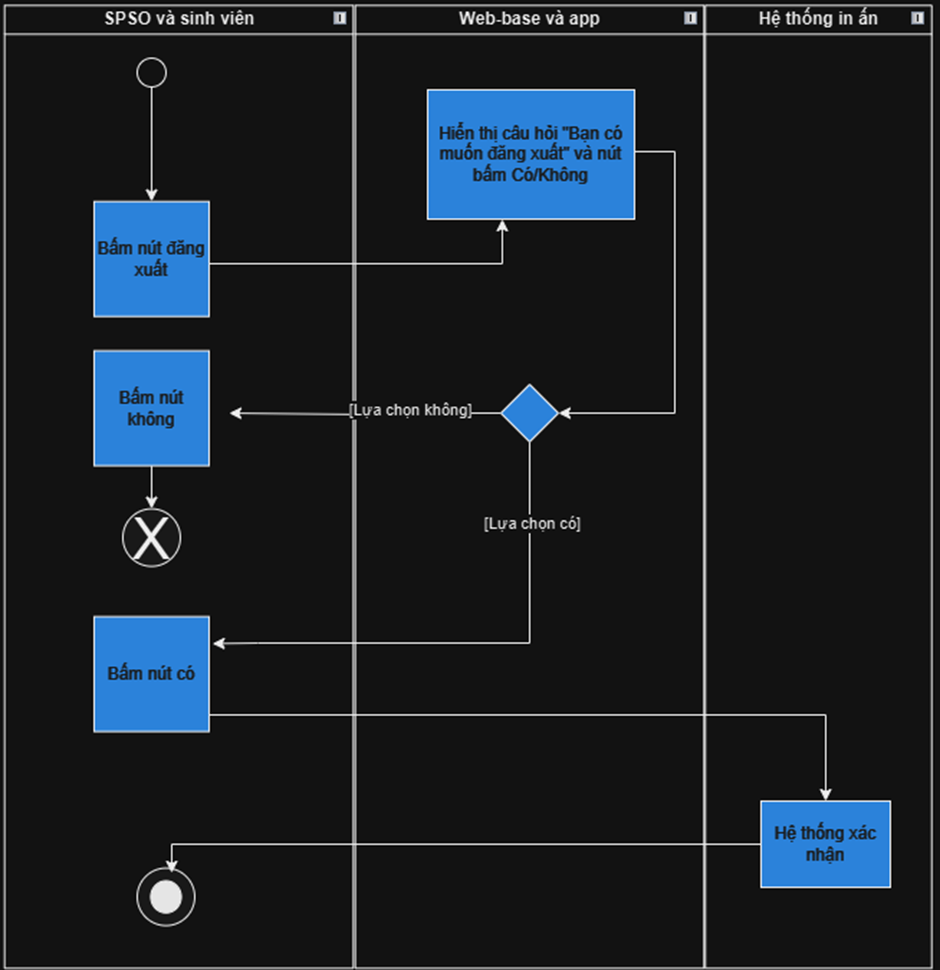 SPSO và sinh viên
Web-base và app
Hệ thống in ấn
Hiển thị câu hỏi "Bạn có
muốn đăng xuất" và nút
bấm Có/Không
Bấm nút đăng
xuất
Bấm nút
không
[Lựa chọn không]
X
[Lựa chọn có]
Bấm nút có
Hệ thống xác
nhận